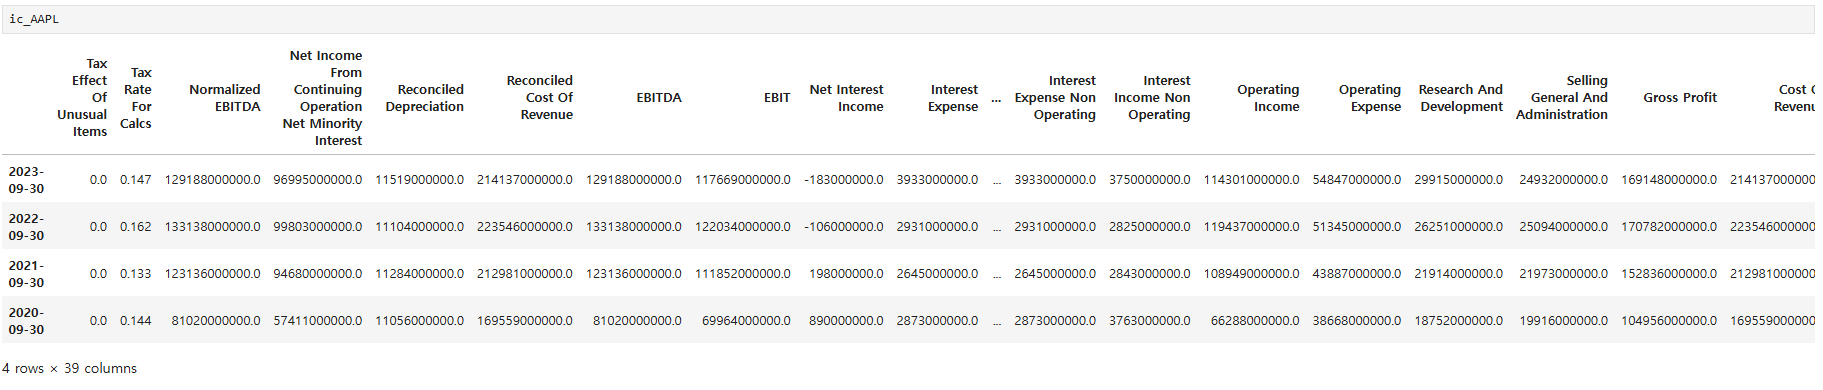 ic_AAPL
Tax Effect Of Unusual Items Tax Rate For Calcs Normalized EBITDA Net Income From Continuing Operation Net Minority Interest Reconciled Depreciation Reconciled Cost Of Revenue EBITDA EBIT Net Interest Income Interest Expense ... Interest Expense Non Operating Interest Income Non Operating Operating Income Operating Expense Research And Development Selling General And Administration Gross Profit Cost
2023-09-30 0.0 0.147 129188000000.0 96995000000.0 11519000000.0 214137000000.0 129188000000.0 117669000000.0 -183000000.0 3933000000.0 ... 3933000000.0 3750000000.0 114301000000.0 54847000000.0 29915000000.0 24932000000.0 169148000000.0 214137000000
2022-09-30 0.0 0.162 133138000000.0 99803000000.0 11104000000.0 223546000000.0 133138000000.0 122034000000.0 -106000000.0 2931000000.0 ... 2931000000.0 2825000000.0 119437000000.0 51345000000.0 26251000000.0 25094000000.0 170782000000.0 223546000000
2021-09-30 0.0 0.133 123136000000.0 94680000000.0 11284000000.0 212981000000.0 123136000000.0 111852000000.0 198000000.0 2645000000.0 ... 2645000000.0 2843000000.0 108949000000.0 43887000000.0 21914000000.0 21973000000.0 152836000000.0 212981000000
2020-09-30 0.0 0.144 81020000000.0 57411000000.0 11056000000.0 169559000000.0 81020000000.0 69964000000.0 890000000.0 2873000000.0 ... 2873000000.0 3763000000.0 66288000000.0 38668000000.0 18752000000.0 19916000000.0 104956000000.0 169559000000
4 rows × 39 columns